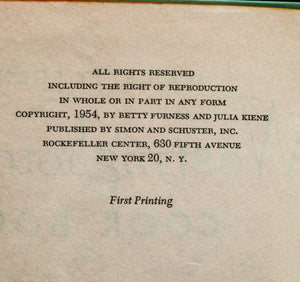 ALL RIGHTS RESERVED
INCLUDING THE RIGHT OF REPRODUCTION
IN WHOLE OR IN PART IN ANY FORM
COPYRIGHT, 1954, BY BETTY FURNESS AND JULIA KIENE
PUBLISHED BY SIMON AND SCHUSTER, INC.
ROCKEFELLER CENTER, 630 FIFTH AVENUE
NEW YORK 20, N. Y.
First Printing